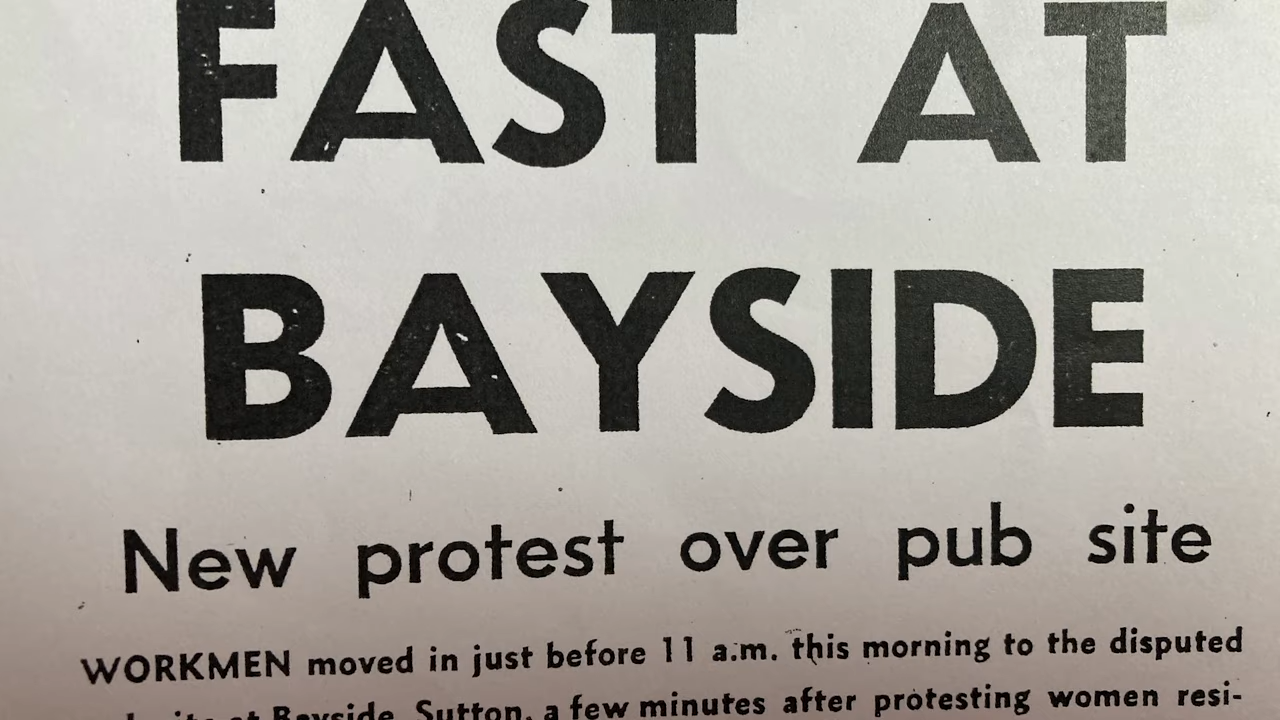 FAST AT
BAYSIDE
New protest over pub site
WORKMEN moved in just before 11 a.m. this morning to the disputed
at Bayside, Sutton, a few minutes after protesting women resi-